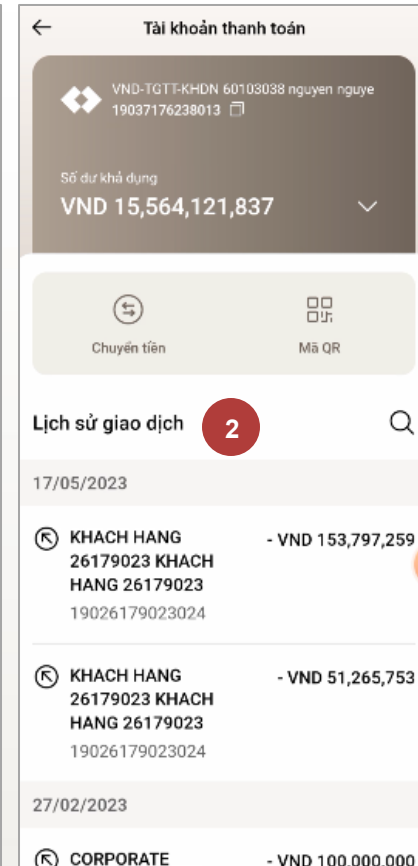 Tài khoản thanh toán
VND-TGTT-KHDN 60103038 nguyen nguye
19037176238013
Số dư khả dụng
VND 15,564,121,837
Chuyển tiền
Mã QR
Lịch sử giao dịch
2
17/05/2023
KHACH HANG 26179023 KHACH HANG 26179023
- VND 153,797,259
19026179023024
KHACH HANG 26179023 KHACH HANG 26179023
- VND 51,265,753
19026179023024
27/02/2023
CORPORATE
- VND 100,000,000